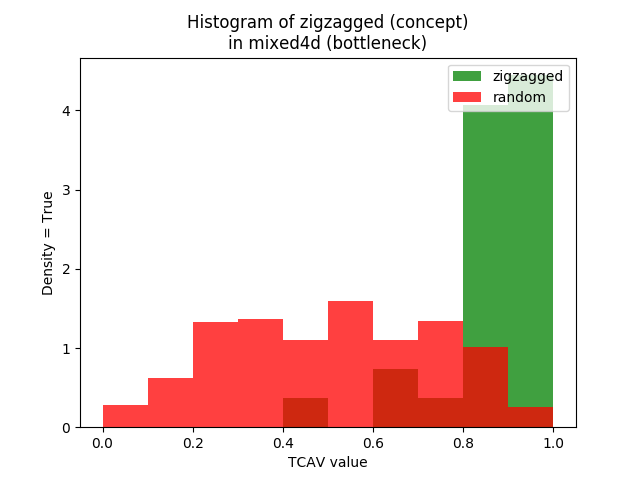 Histogram of zigzagged (concept)
in mixed4d (bottleneck)
zigzagged
random
Density = True
4
3
2
1
0
0.0 0.2 0.4 0.6 0.8 1.0
TCAV value